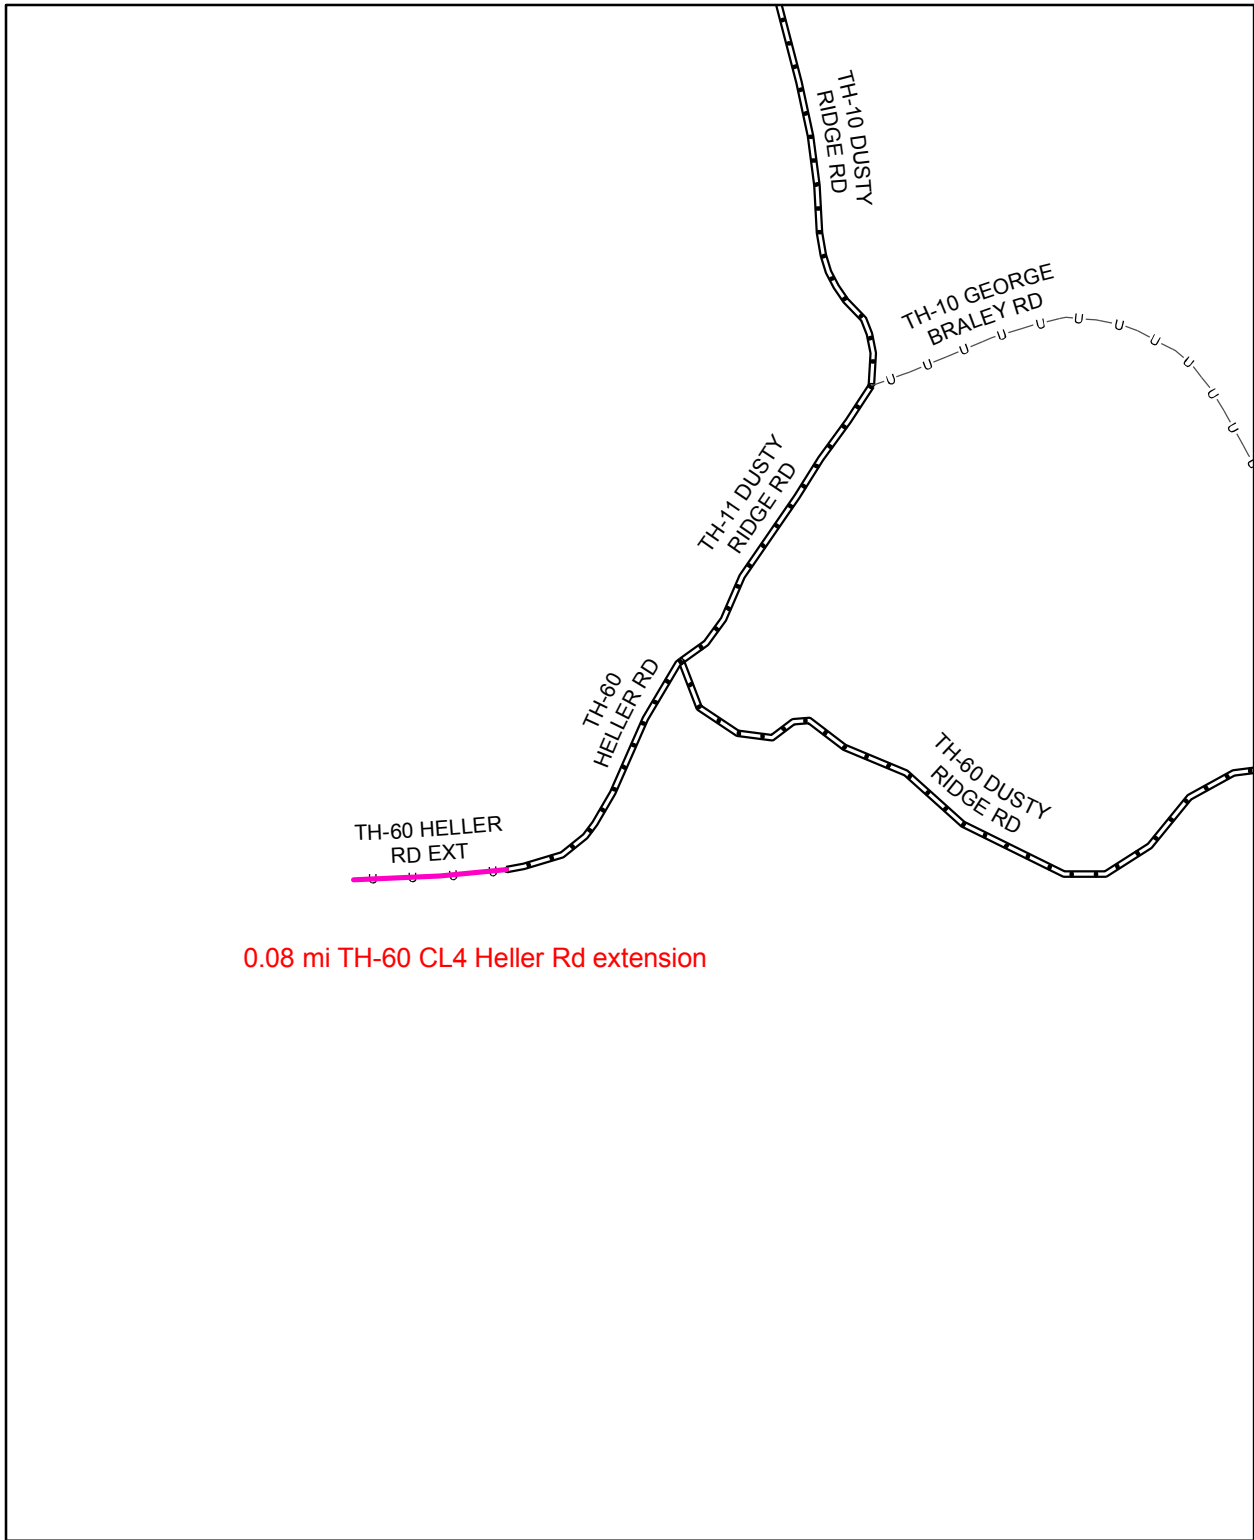 TH-10 DUSTY
RIDGE RD
TH-10 GEORGE
BRALEY RD
TH-11 DUSTY
RIDGE RD
TH-60
HELLER RD
TH-60 DUSTY
RIDGE RD
TH-60 HELLER
RD EXT
0.08 mi TH-60 CL4 Heller Rd extension